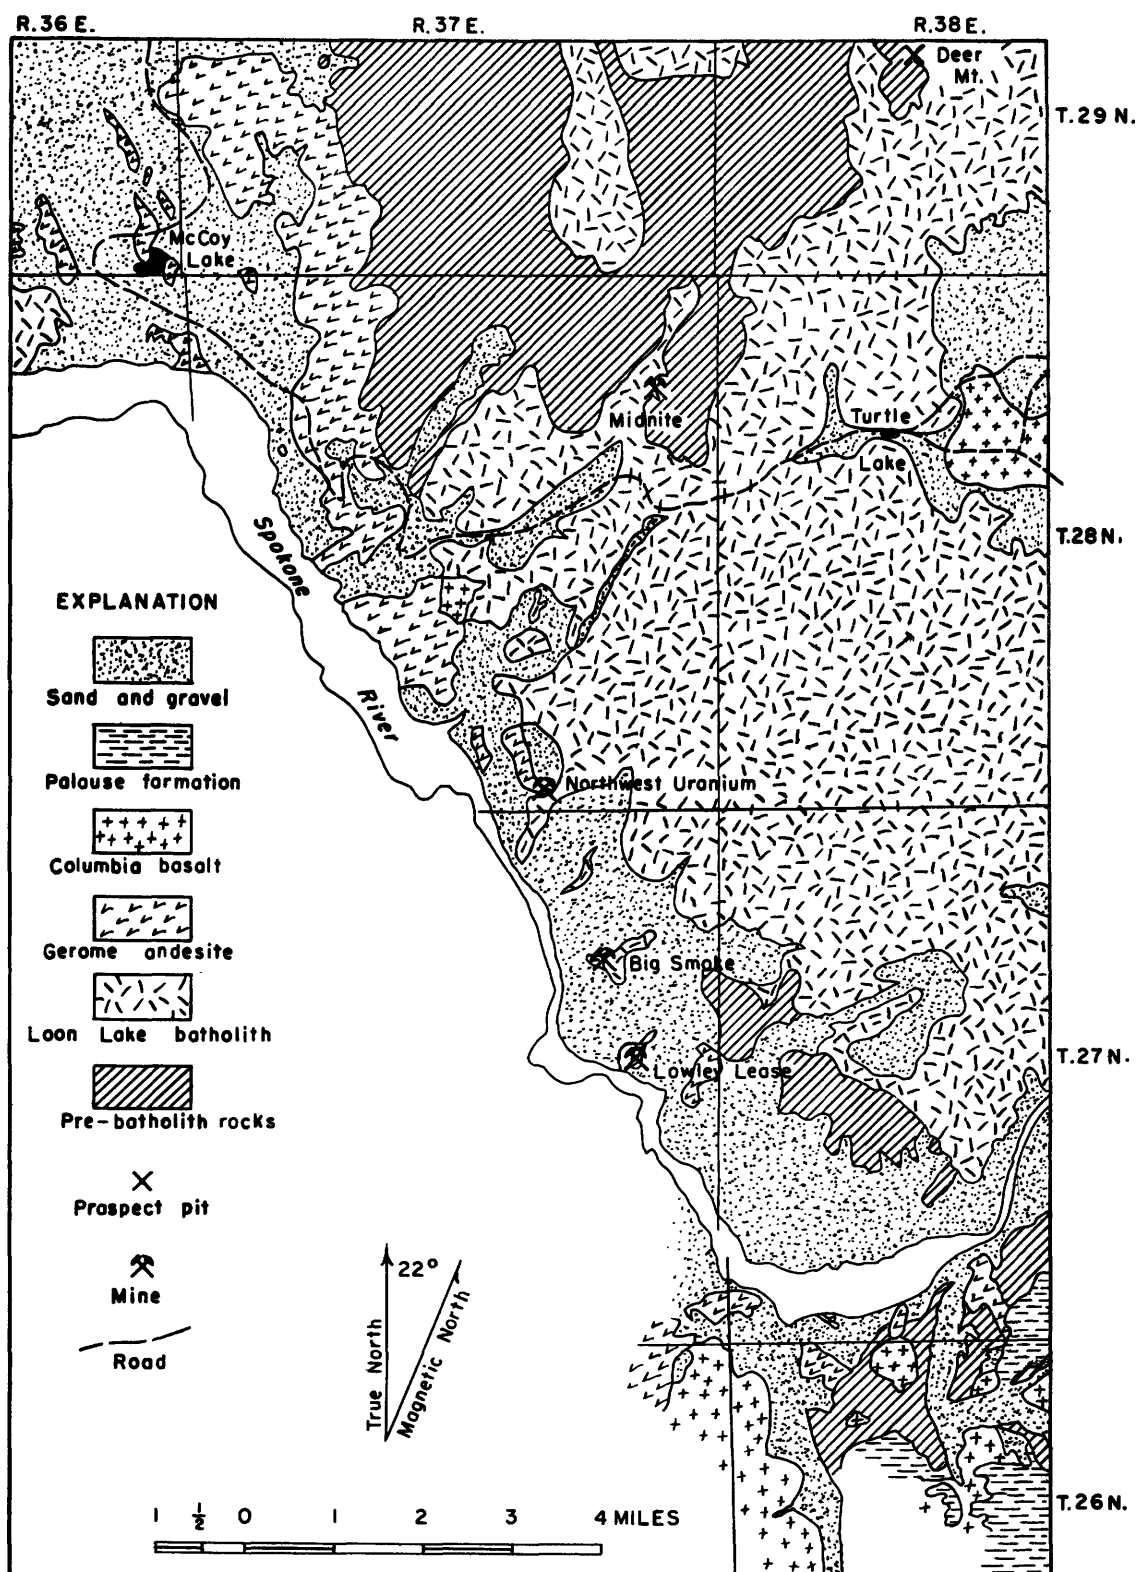 R.36 E. R.37 E. R.38 E.
Deer
Mt.
T.29 N.
McCoy
Lake
Midnite
Turtle
Lake
T.28 N.
Spokane
River
EXPLANATION
Sand and gravel
Palause formation
Columbia basalt
Gerome andesite
Loon Lake batholith
Pre-batholith rocks
Prospect pit
Mine
Road
Northwest Uranium
Big Smoke
Lowley Lease
T.27 N.
22°
True North
Magnetic North
1 ½ 0 1 2 3 4 MILES
T.26 N.